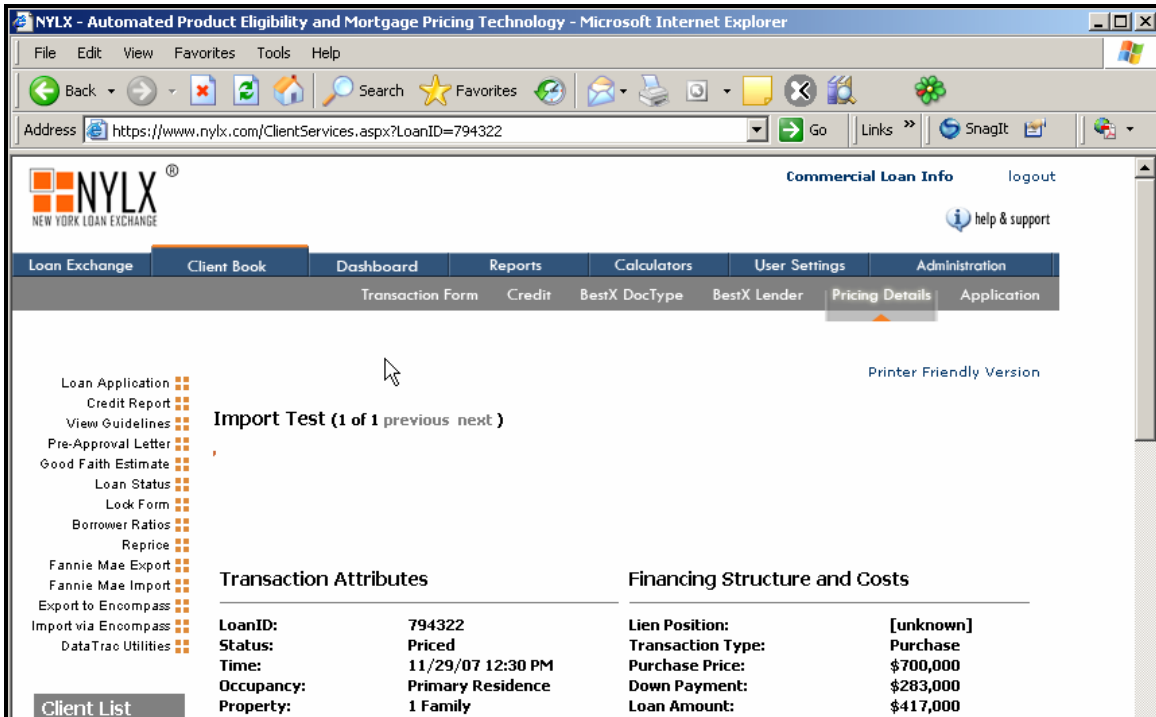 NYLX - Automated Product Eligibility and Mortgage Pricing Technology - Microsoft Internet Explorer
File Edit View Favorites Tools Help
Back Search Favorites
Address https://www.nylx.com/ClientServices.aspx?LoanID=794322 Go Links » SnagIt
NYLX ®
NEW YORK LOAN EXCHANGE
Commercial Loan Info logout
i help & support
Loan Exchange Client Book Dashboard Reports Calculators User Settings Administration
Transaction Form Credit BestX DocType BestX Lender Pricing Details Application
Printer Friendly Version
Loan Application
Credit Report
View Guidelines
Pre-Approval Letter
Good Faith Estimate
Loan Status
Lock Form
Borrower Ratios
Reprice
Fannie Mae Export
Fannie Mae Import
Export to Encompass
Import via Encompass
DataTrac Utilities
Client List
Import Test (1 of 1 previous next )
,
Transaction Attributes
LoanID: 794322
Status: Priced
Time: 11/29/07 12:30 PM
Occupancy: Primary Residence
Property: 1 Family
Financing Structure and Costs
Lien Position: [unknown]
Transaction Type: Purchase
Purchase Price: $700,000
Down Payment: $283,000
Loan Amount: $417,000